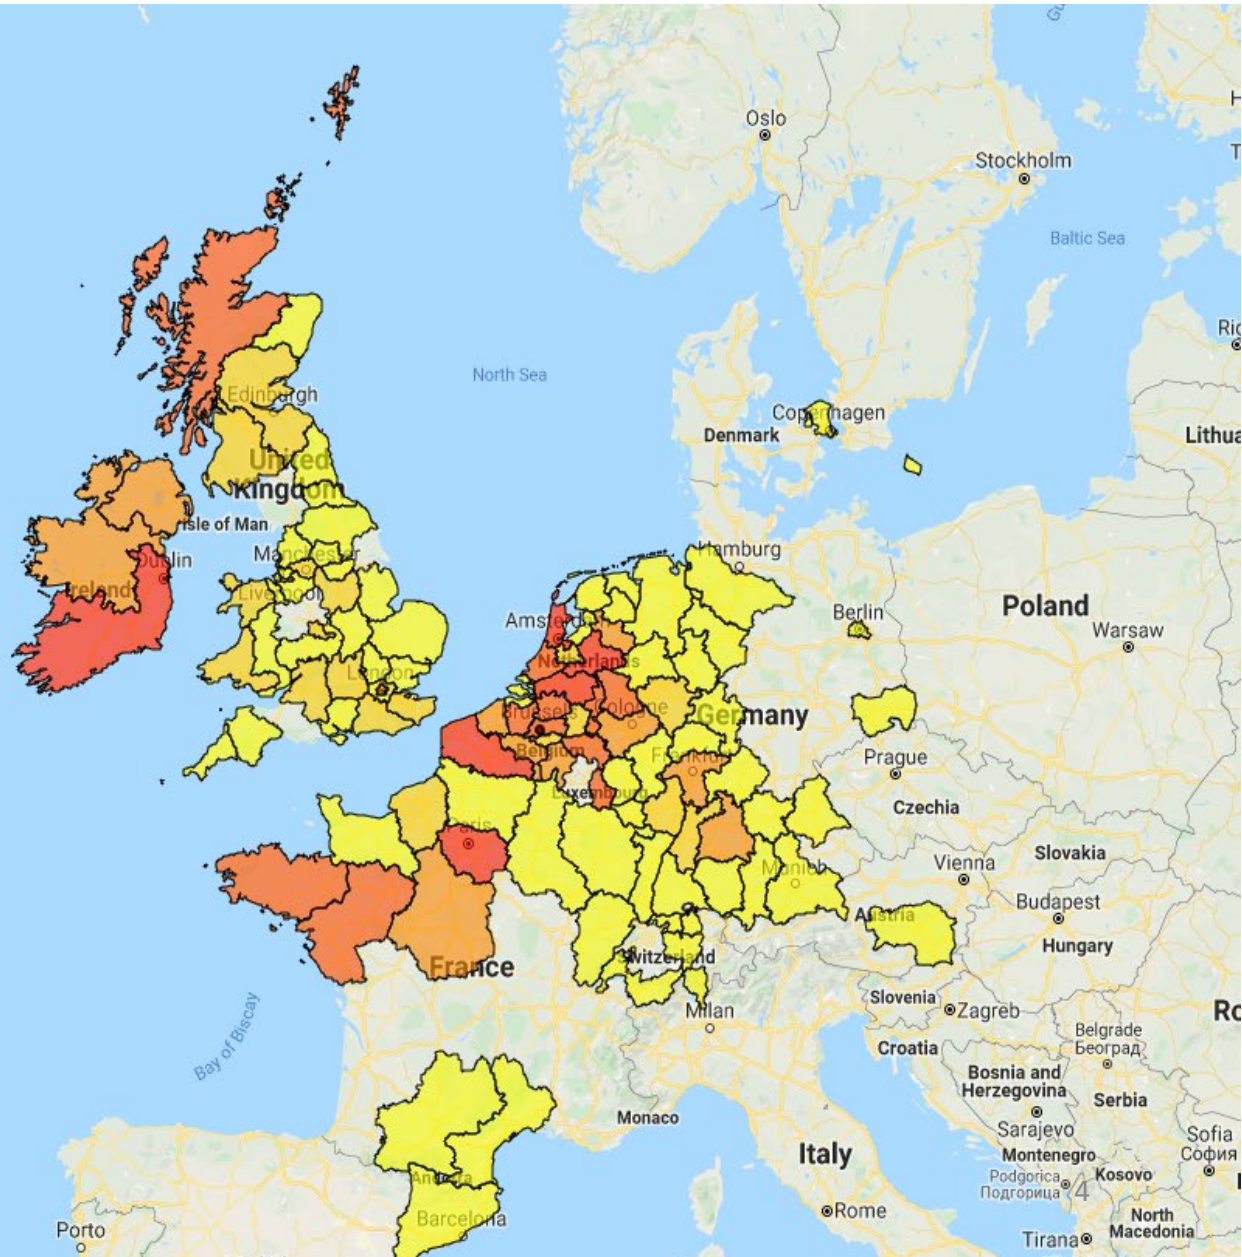 Oslo
Stockholm
Baltic Sea
North Sea
Edinburgh
Copenhagen
Denmark
Lithua
United
Kingdom
Isle of Man
Dublin
Ireland
Manchester
Liverpool
Hamburg
Berlin
Poland
Warsaw
Amsterdam
Netherlands
London
Brussels
Cologne
Germany
Belgium
Frankfurt
Prague
Luxembourg
Czechia
Paris
Munich
Vienna
Slovakia
Austria
Budapest
Hungary
France
Switzerland
Slovenia
Zagreb
Milan
Croatia
Belgrade
Београд
Bay of Biscay
Bosnia and
Herzegovina
Serbia
Monaco
Sarajevo
Sofia
София
Italy
Montenegro
Kosovo
Podgorica
Подгорица
4
Andorra
Barcelona
Rome
North
Macedonia
Porto
Tirana